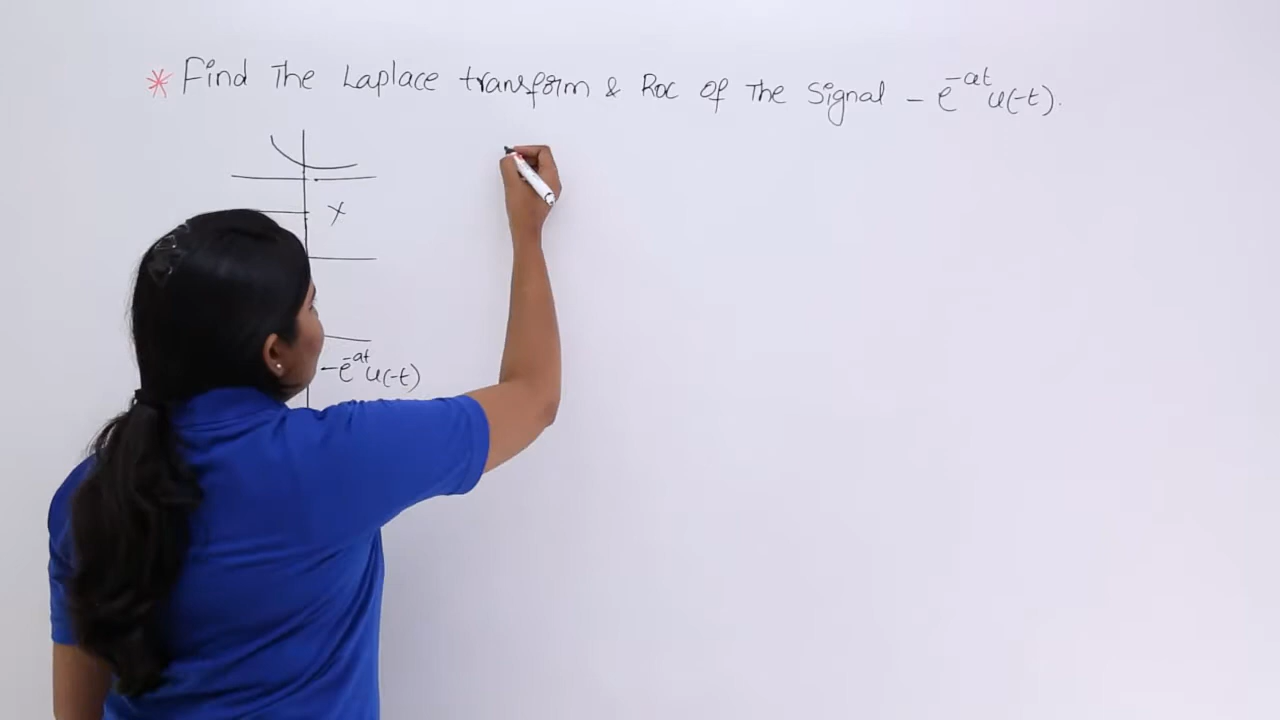 * Find The Laplace transform & Roc of The Signal - e^-at u(-t).
x
- e^-at u(-t)